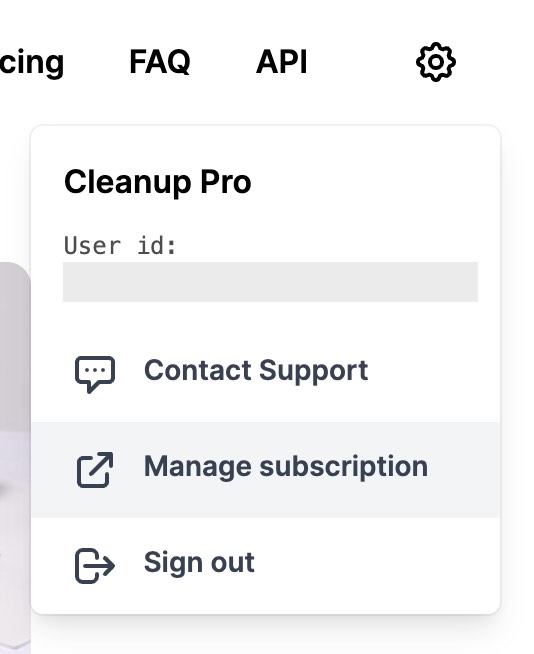 cing FAQ API
Cleanup Pro
User id:
Contact Support
Manage subscription
Sign out